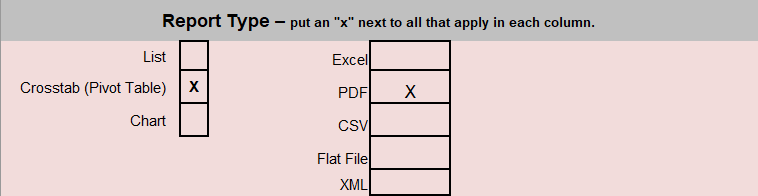 Report Type – put an "x" next to all that apply in each column.
List
Excel
Crosstab (Pivot Table) X
PDF X
Chart
CSV
Flat File
XML